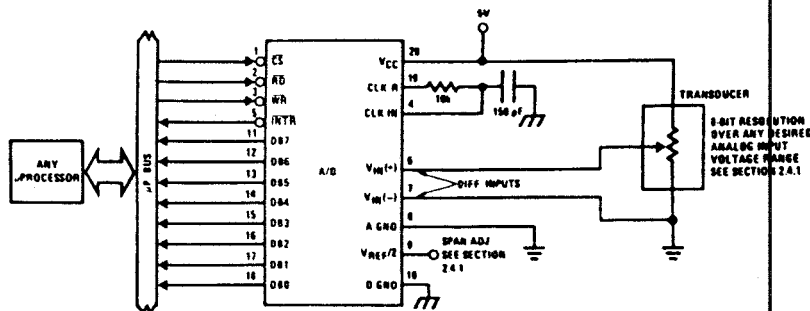 5V
1 CS
2 RD
3 WR
5 INTR
11 DB7
12 DB6
13 DB5
14 DB4
15 DB3
16 DB2
17 DB1
18 DB0
ANY
µPROCESSOR
µP BUS
A/D
VCC 20
CLK R 19
CLK IN 4
10k
150 pF
VIN(+) 6
VIN(−) 7
DIFF INPUTS
A GND 8
VREF/2 9
D GND 10
SPAN ADJ
SEE SECTION
2.4.1
TRANSDUCER
8-BIT RESOLUTION
OVER ANY DESIRED
ANALOG INPUT
VOLTAGE RANGE
SEE SECTION 2.4.1